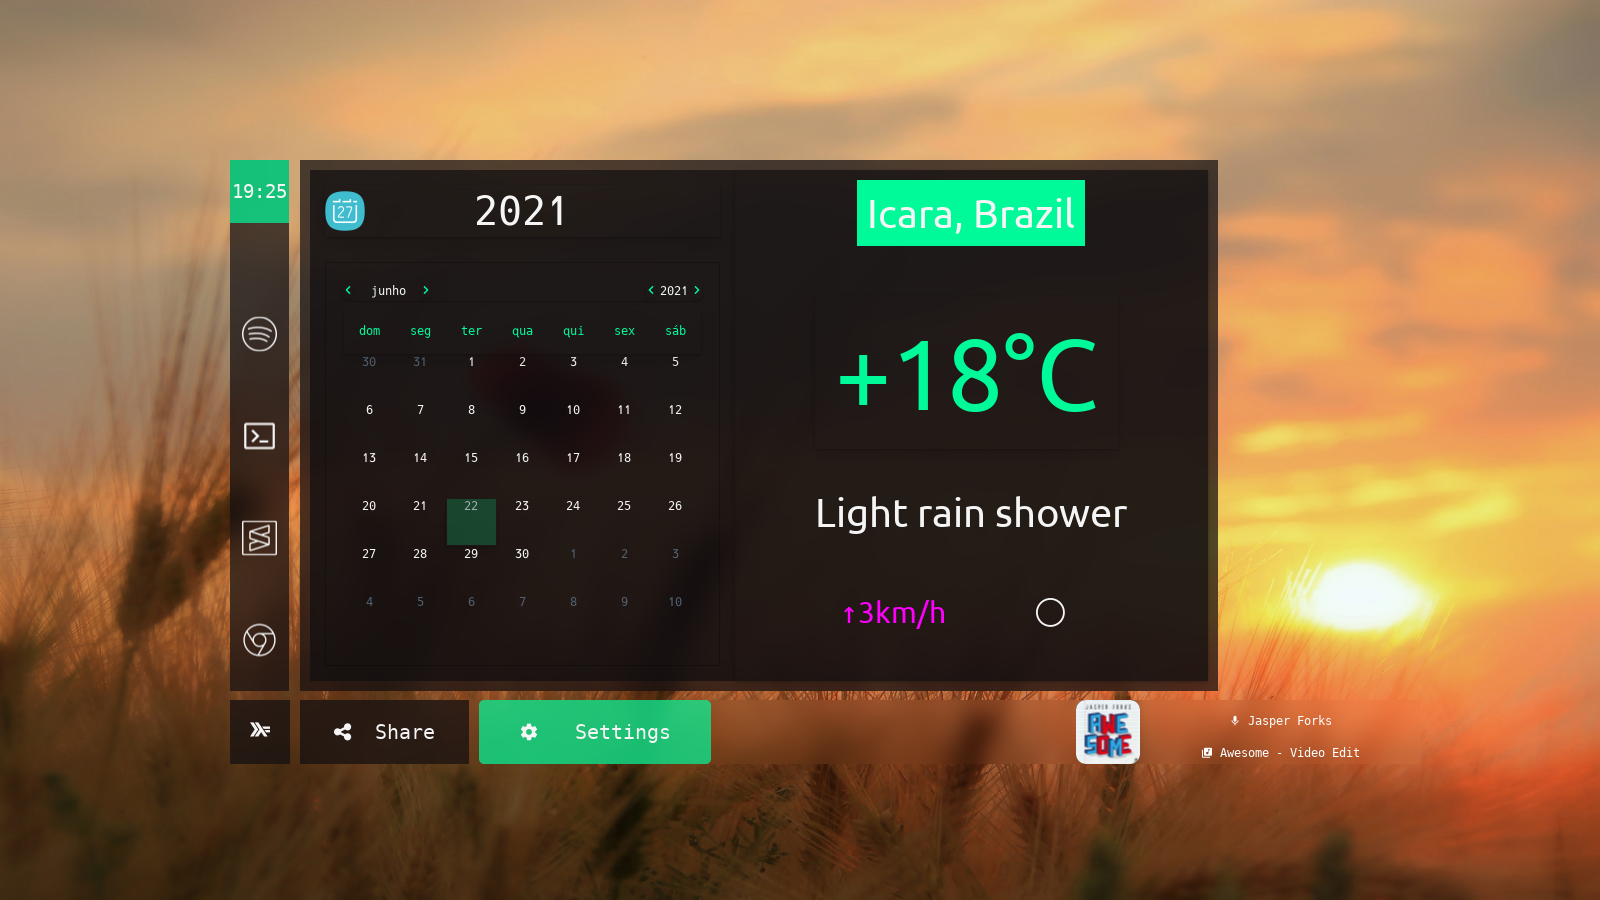 19:25
27
2021
junho
2021
dom seg ter qua qui sex sáb
30 31 1 2 3 4 5
6 7 8 9 10 11 12
13 14 15 16 17 18 19
20 21 22 23 24 25 26
27 28 29 30 1 2 3
4 5 6 7 8 9 10
Icara, Brazil
+18°C
Light rain shower
↑3km/h
Share
Settings
JASPER FORKS
AWE
SOME
Jasper Forks
Awesome - Video Edit